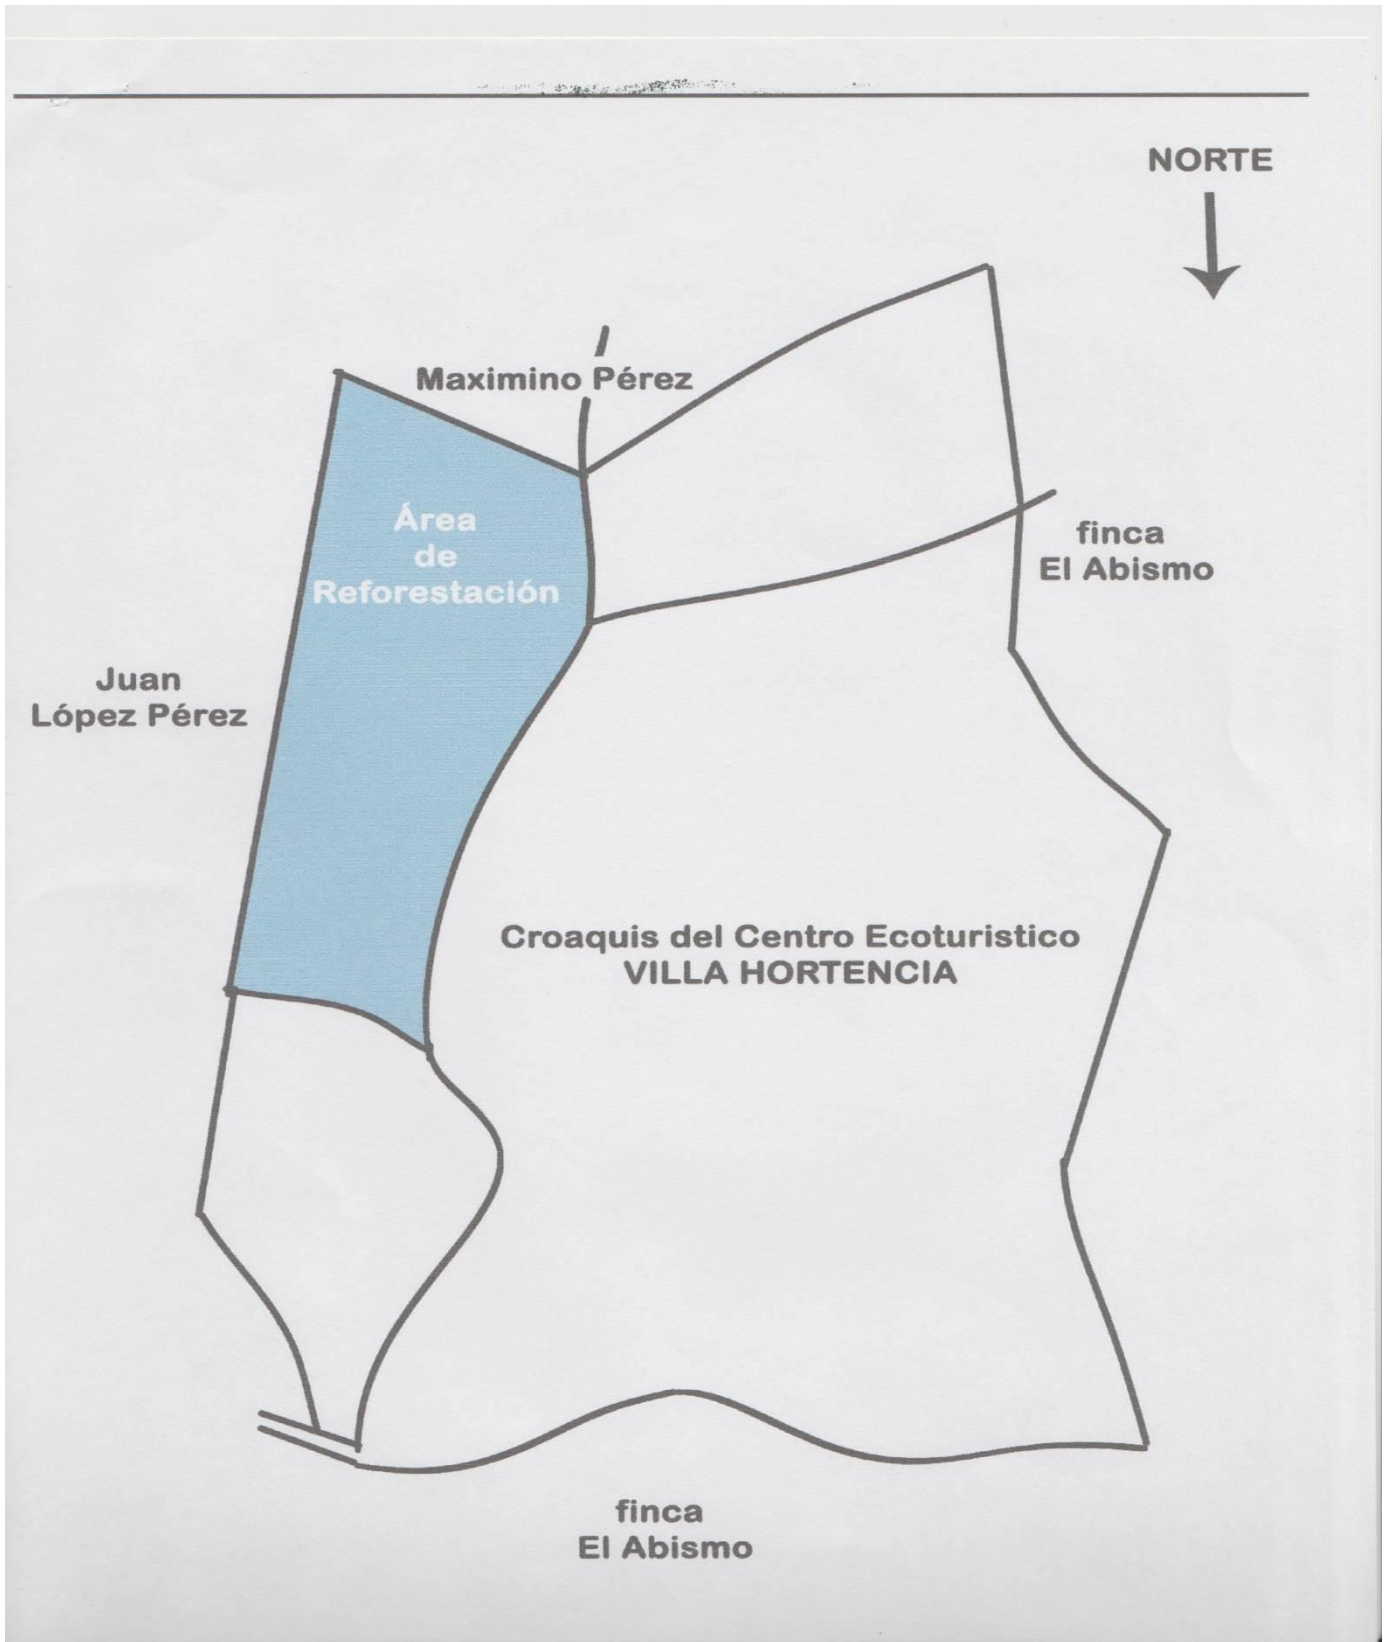 NORTE
Maximino Pérez
Área
de
Reforestación
finca
El Abismo
Juan
López Pérez
Croaquis del Centro Ecoturistico
VILLA HORTENCIA
finca
El Abismo